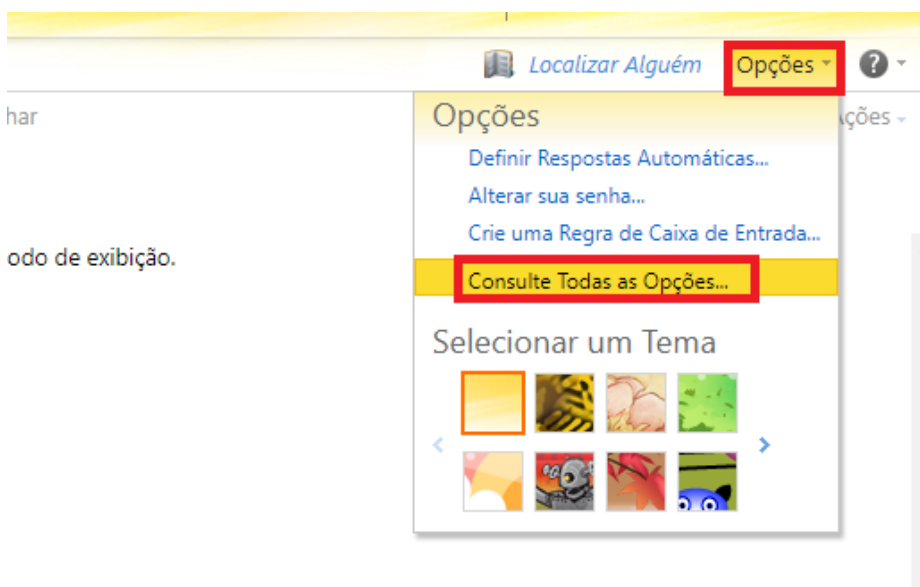 Localizar Alguém Opções ?
har
ções
Opções
Definir Respostas Automáticas...
Alterar sua senha...
Crie uma Regra de Caixa de Entrada...
odo de exibição.
Consulte Todas as Opções...
Selecionar um Tema